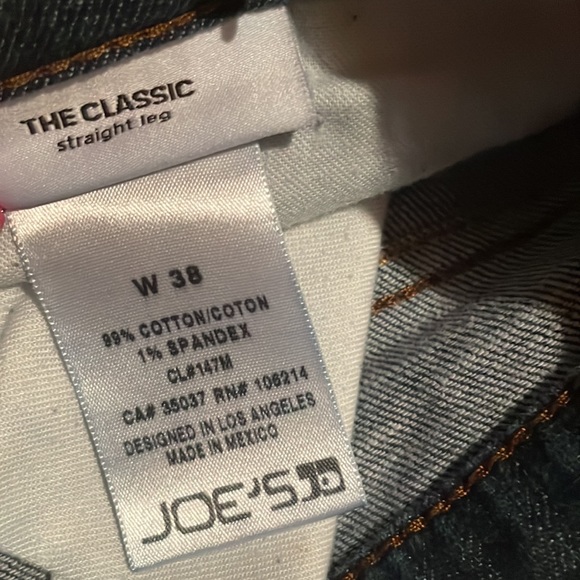 THE CLASSIC
straight leg
W 38
99% COTTON/COTON
1% SPANDEX
CL#147M
CA# 35037 RN# 106214
DESIGNED IN LOS ANGELES
MADE IN MEXICO
JOE'S